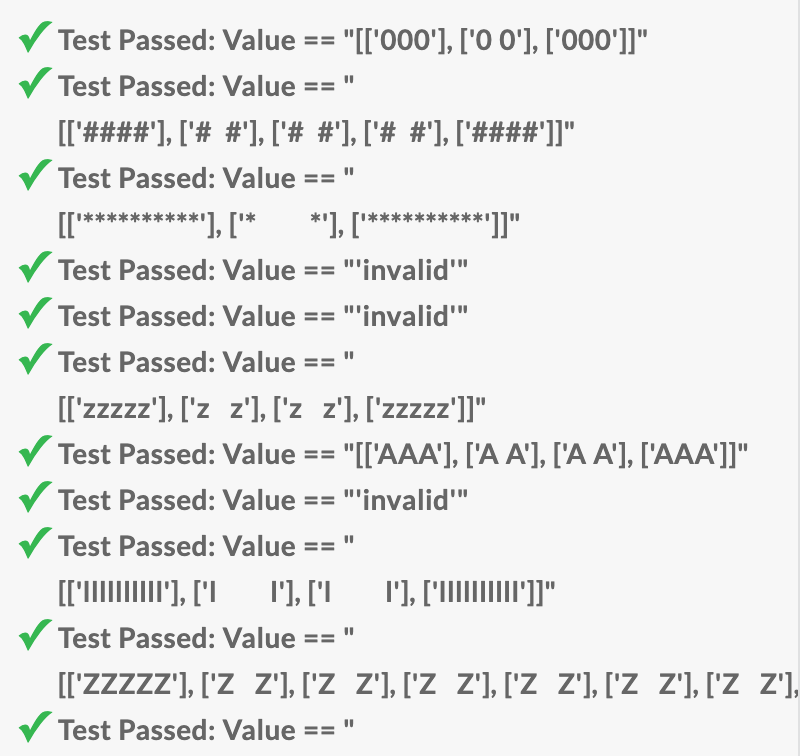 Test Passed: Value == "[['000'], ['0 0'], ['000']]"
Test Passed: Value == "
[['####'], ['#  #'], ['#  #'], ['#  #'], ['####']]"
Test Passed: Value == "
[['**********'], ['*        *'], ['**********']]"
Test Passed: Value == "'invalid'"
Test Passed: Value == "'invalid'"
Test Passed: Value == "
[['zzzzz'], ['z   z'], ['z   z'], ['zzzzz']]"
Test Passed: Value == "[['AAA'], ['A A'], ['A A'], ['AAA']]"
Test Passed: Value == "'invalid'"
Test Passed: Value == "
[['IIIIIIIIII'], ['I        I'], ['I        I'], ['IIIIIIIIII']]"
Test Passed: Value == "
[['ZZZZZ'], ['Z   Z'], ['Z   Z'], ['Z   Z'], ['Z   Z'], ['Z   Z'], ['Z   Z'],
Test Passed: Value == "